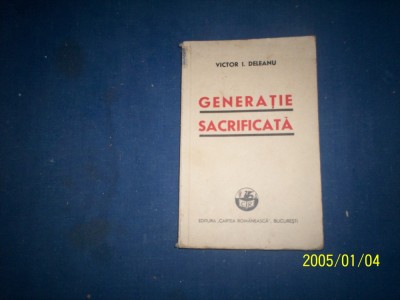 VICTOR I. DELEANU
GENERAȚIE
SACRIFICATĂ
EDITURA „CARTEA ROMÂNEASCĂ”, BUCUREȘTI
2005/01/04